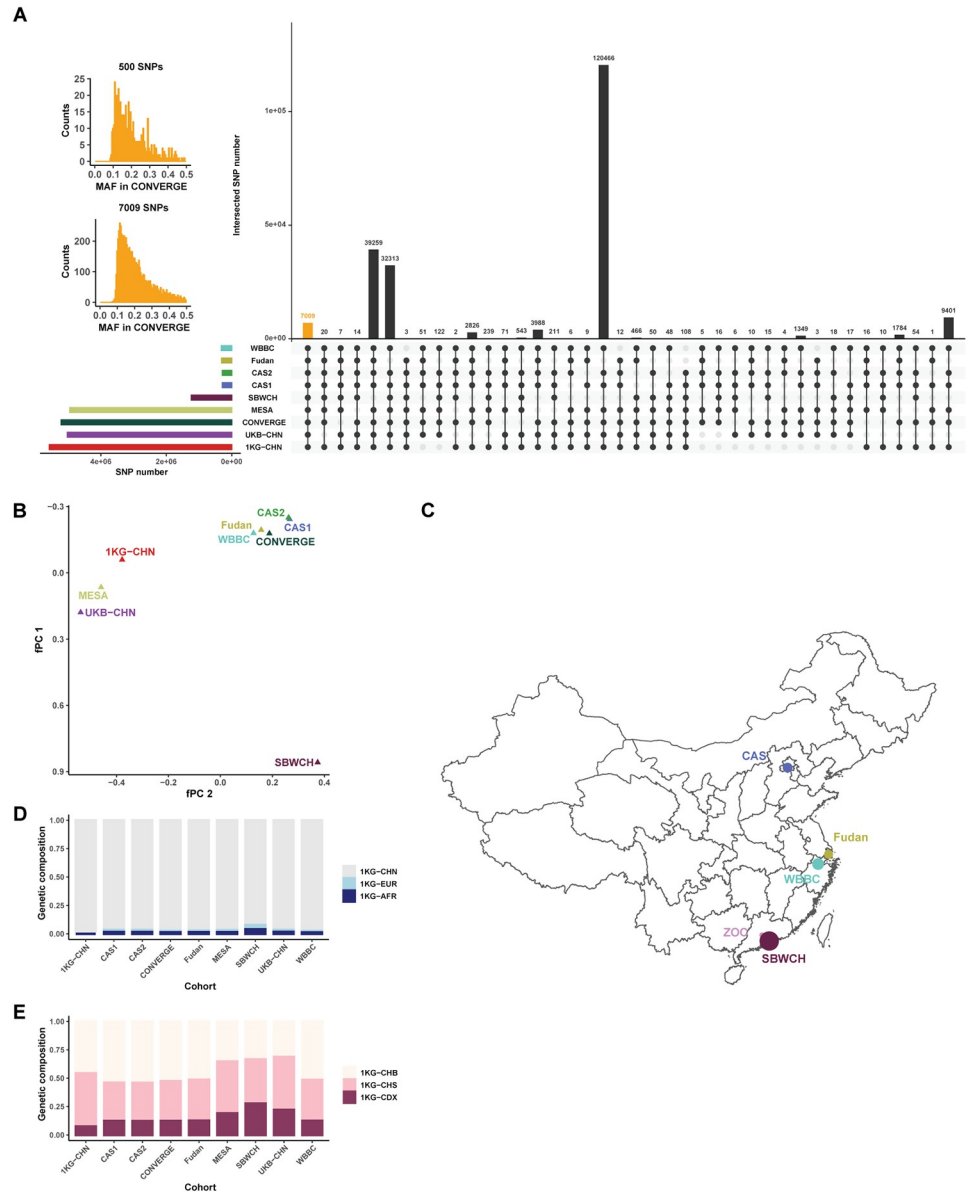 A
500 SNPs
25
20
15
10
5
0
Counts
0.0 0.1 0.2 0.3 0.4 0.5
MAF in CONVERGE
7009 SNPs
200
100
0
Counts
0.0 0.1 0.2 0.3 0.4 0.5
MAF in CONVERGE
Intersected SNP number
1e+05
5e+04
0e+00
7009 20 7 14 39259 32313 3 51 122 2 2826 239 71 543 3988 211 6 9 120466 12 466 50 48 108 5 16 6 10 15 4 1349 3 18 17 16 10 1784 54 1 9401
WBBC
Fudan
CAS2
CAS1
SBWCH
MESA
CONVERGE
UKB−CHN
1KG−CHN
4e+06 2e+06 0e+00
SNP number
B
−0.3
0.0
0.3
0.6
0.9
fPC 1
CAS2
Fudan
CAS1
WBBC
CONVERGE
1KG−CHN
MESA
UKB−CHN
SBWCH
−0.4 −0.2 0.0 0.2 0.4
fPC 2
C
CAS
Fudan
WBBC
ZOC
SBWCH
D
1.00
0.75
0.50
0.25
0.00
Genetic composition
1KG−CHN CAS1 CAS2 CONVERGE Fudan MESA SBWCH UKB−CHN WBBC
Cohort
1KG−CHN
1KG−EUR
1KG−AFR
E
1.00
0.75
0.50
0.25
0.00
Genetic composition
1KG−CHN CAS1 CAS2 CONVERGE Fudan MESA SBWCH UKB−CHN WBBC
Cohort
1KG−CHB
1KG−CHS
1KG−CDX